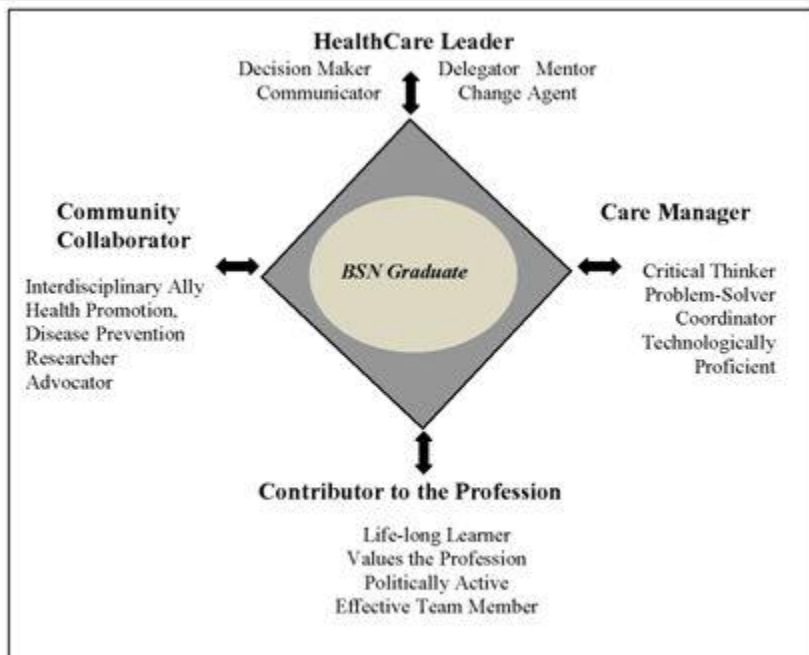 HealthCare Leader
Decision Maker Delegator Mentor
Communicator Change Agent
Community
Collaborator
Interdisciplinary Ally
Health Promotion,
Disease Prevention
Researcher
Advocator
BSN Graduate
Care Manager
Critical Thinker
Problem-Solver
Coordinator
Technologically
Proficient
Contributor to the Profession
Life-long Learner
Values the Profession
Politically Active
Effective Team Member